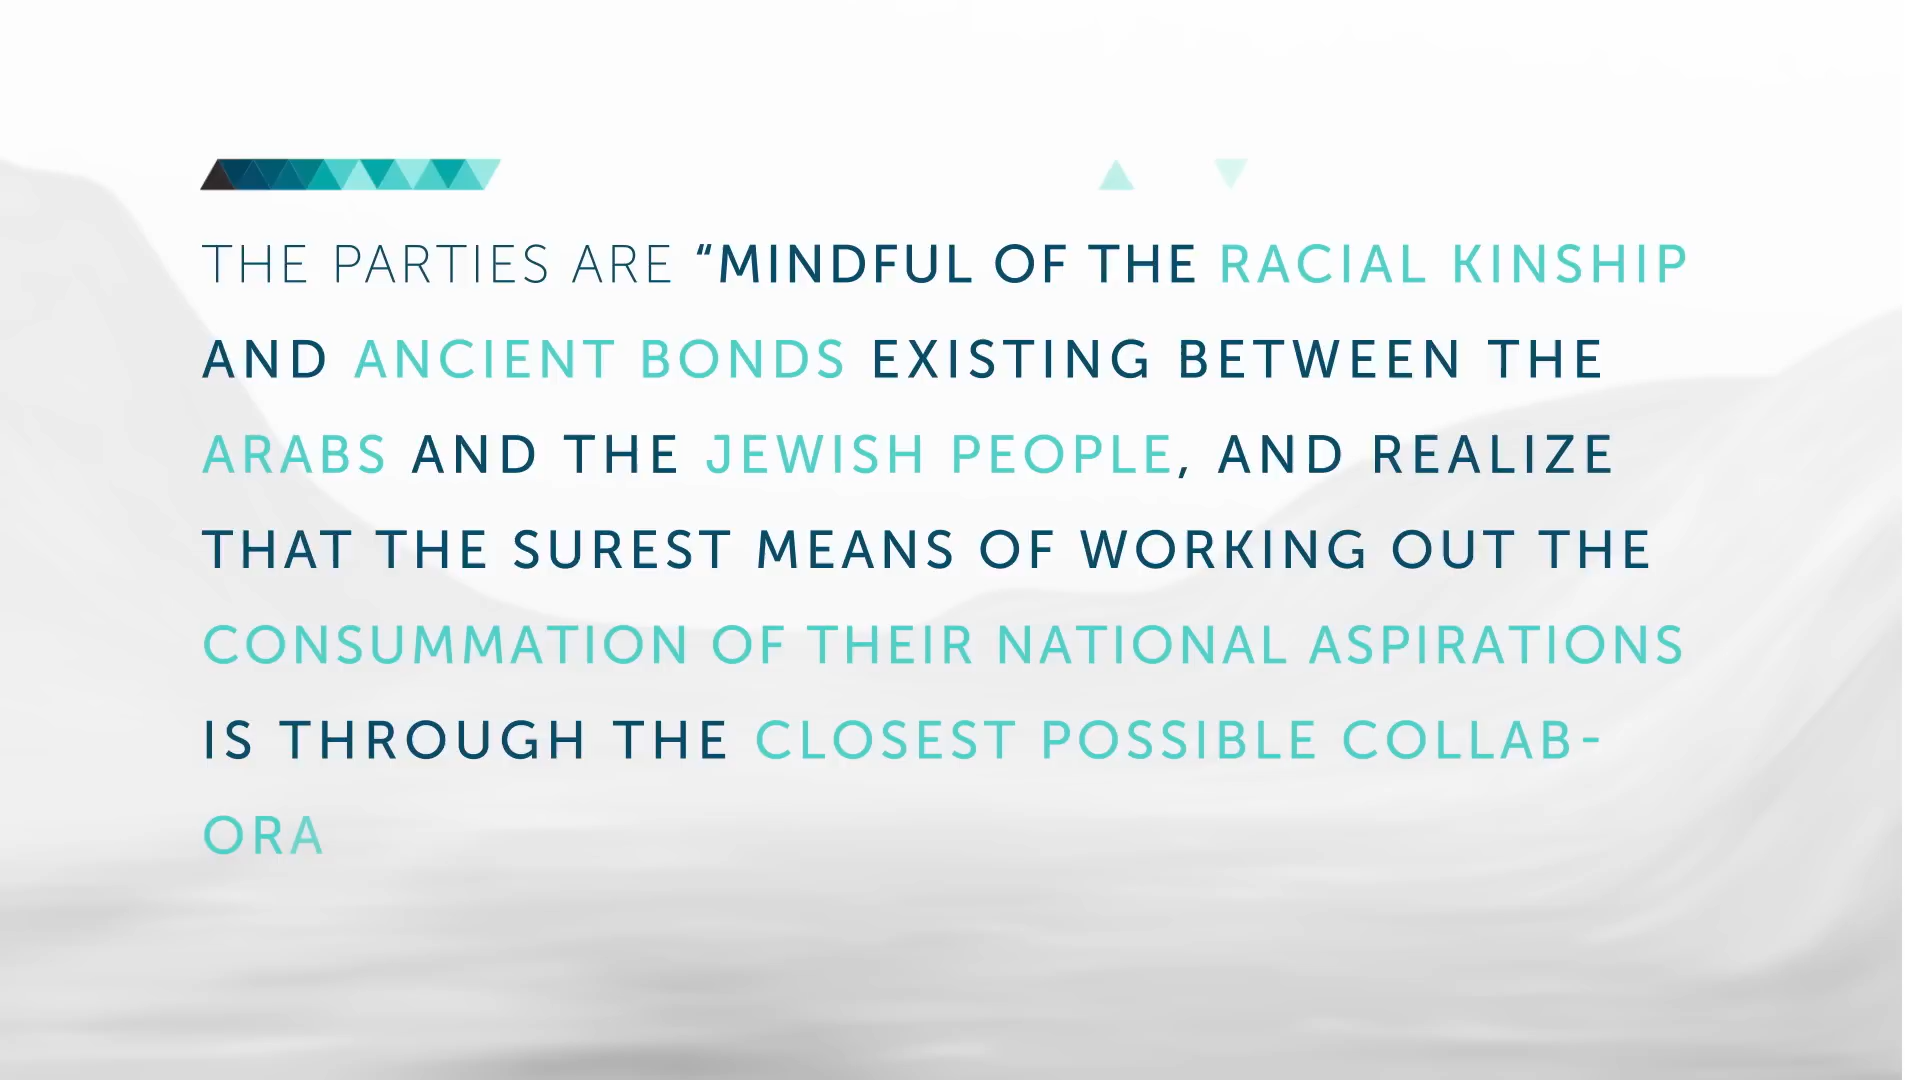 THE PARTIES ARE “MINDFUL OF THE RACIAL KINSHIP
AND ANCIENT BONDS EXISTING BETWEEN THE
ARABS AND THE JEWISH PEOPLE, AND REALIZE
THAT THE SUREST MEANS OF WORKING OUT THE
CONSUMMATION OF THEIR NATIONAL ASPIRATIONS
IS THROUGH THE CLOSEST POSSIBLE COLLAB-
ORA